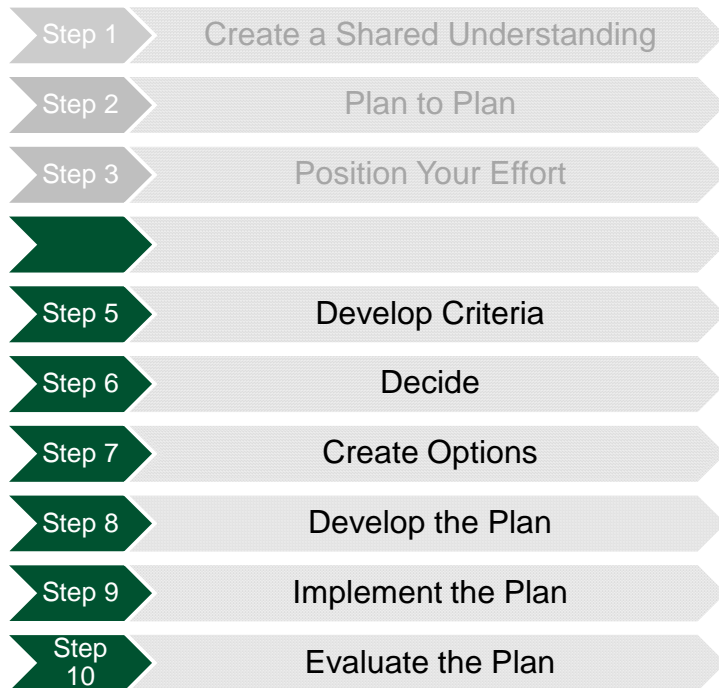 Step 1 Create a Shared Understanding
Step 2 Plan to Plan
Step 3 Position Your Effort
Step 5 Develop Criteria
Step 6 Decide
Step 7 Create Options
Step 8 Develop the Plan
Step 9 Implement the Plan
Step
10 Evaluate the Plan